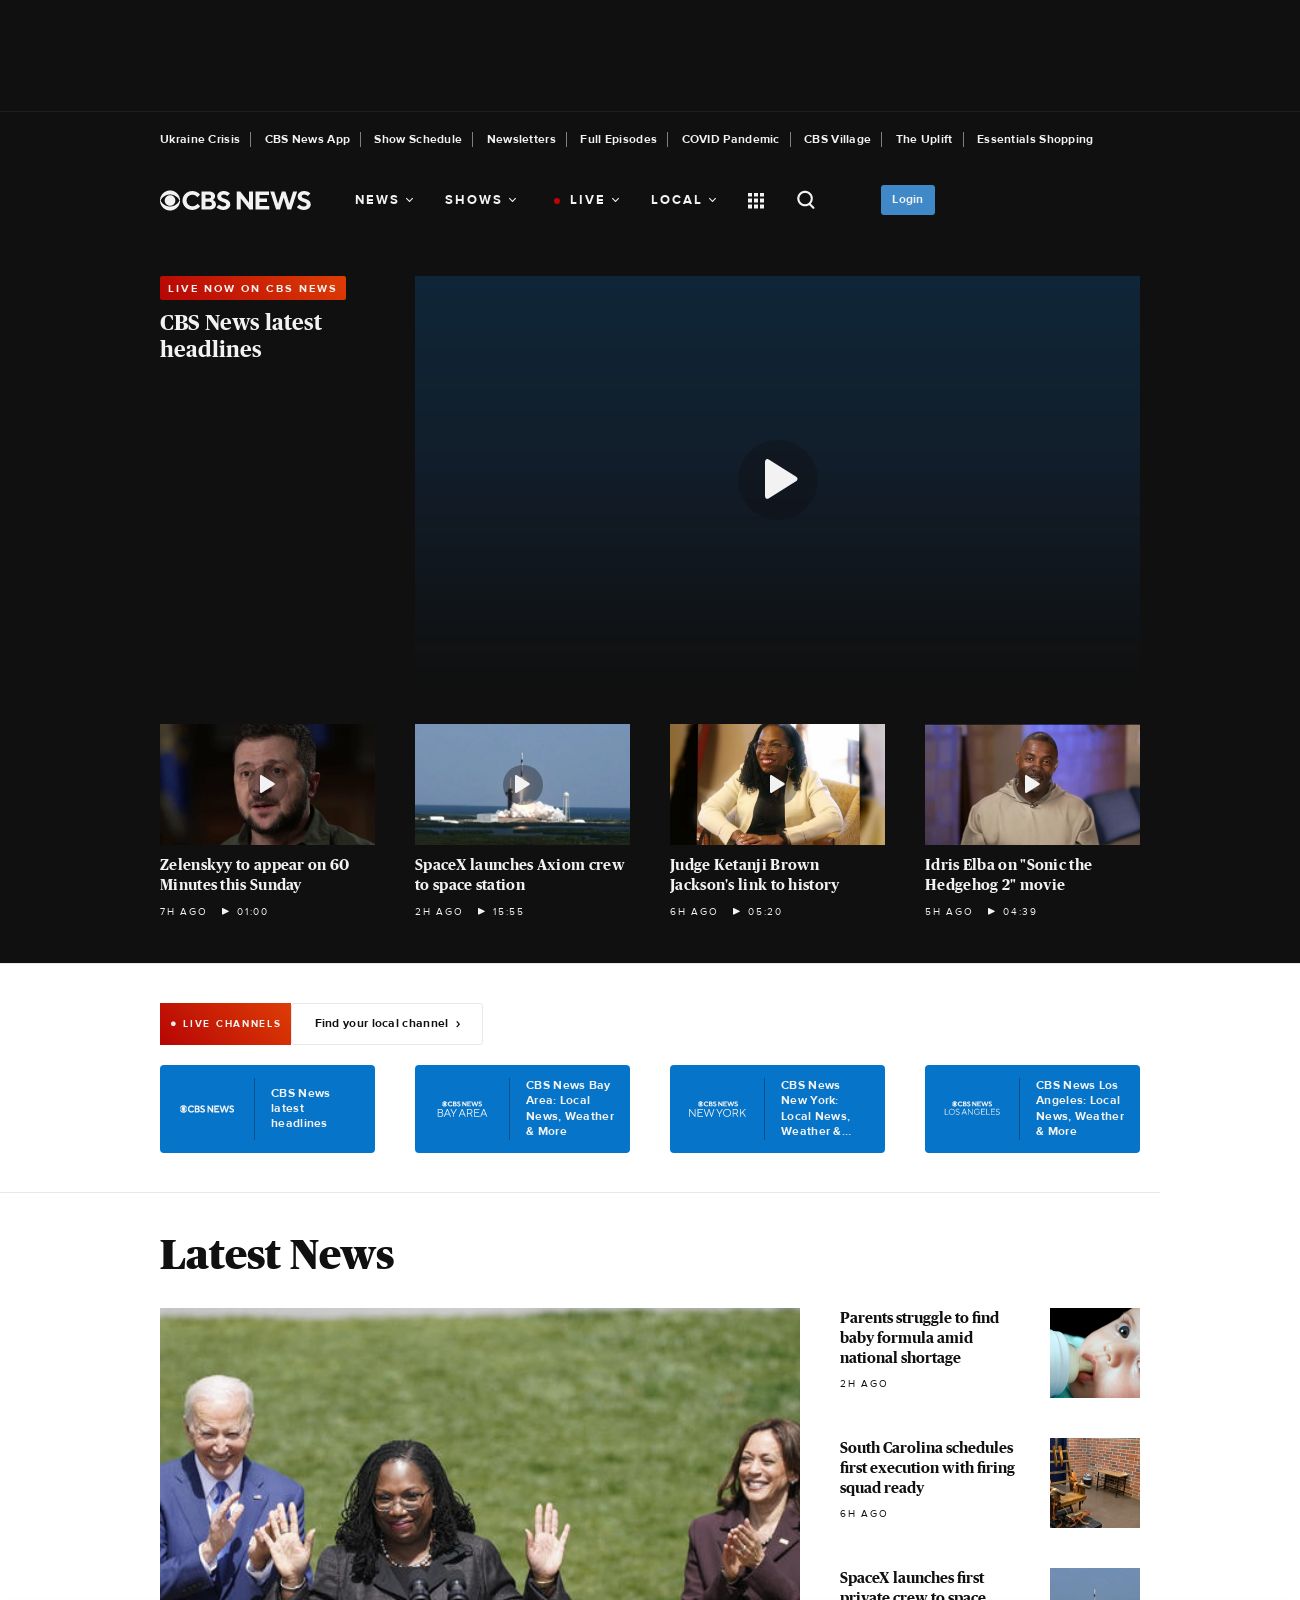 Ukraine Crisis CBS News App Show Schedule Newsletters Full Episodes COVID Pandemic CBS Village The Uplift Essentials Shopping
CBS NEWS NEWS SHOWS LIVE LOCAL Login
LIVE NOW ON CBS NEWS
CBS News latest
headlines
Zelenskyy to appear on 60
Minutes this Sunday
7H AGO 01:00
SpaceX launches Axiom crew
to space station
2H AGO 15:55
Judge Ketanji Brown
Jackson's link to history
6H AGO 05:20
Idris Elba on "Sonic the
Hedgehog 2" movie
5H AGO 04:39
LIVE CHANNELS
Find your local channel ›
CBS NEWS
CBS News
latest
headlines
CBS NEWS
BAY AREA
CBS News Bay
Area: Local
News, Weather
& More
CBS NEWS
NEW YORK
CBS News
New York:
Local News,
Weather &...
CBS NEWS
LOS ANGELES
CBS News Los
Angeles: Local
News, Weather
& More
Latest News
Parents struggle to find
baby formula amid
national shortage
2H AGO
South Carolina schedules
first execution with firing
squad ready
6H AGO
SpaceX launches first
private crew to space